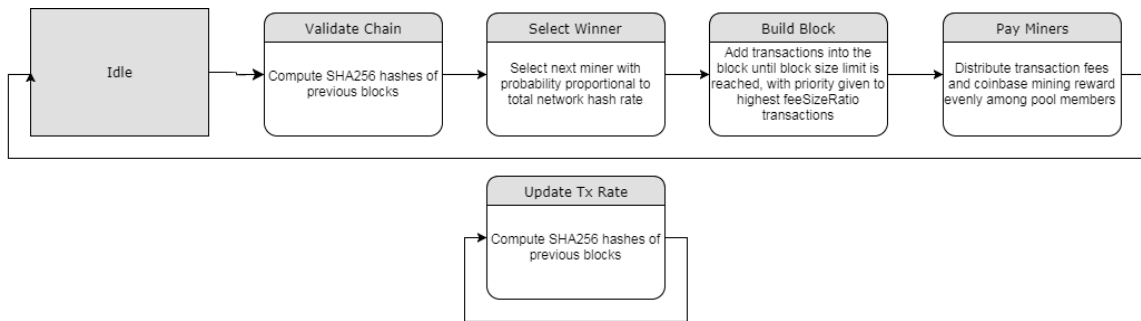 Idle
Validate Chain
Compute SHA256 hashes of
previous blocks
Select Winner
Select next miner with
probability proportional to
total network hash rate
Build Block
Add transactions into the
block until block size limit is
reached, with priority given to
highest feeSizeRatio
transactions
Pay Miners
Distribute transaction fees
and coinbase mining reward
evenly among pool members
Update Tx Rate
Compute SHA256 hashes of
previous blocks